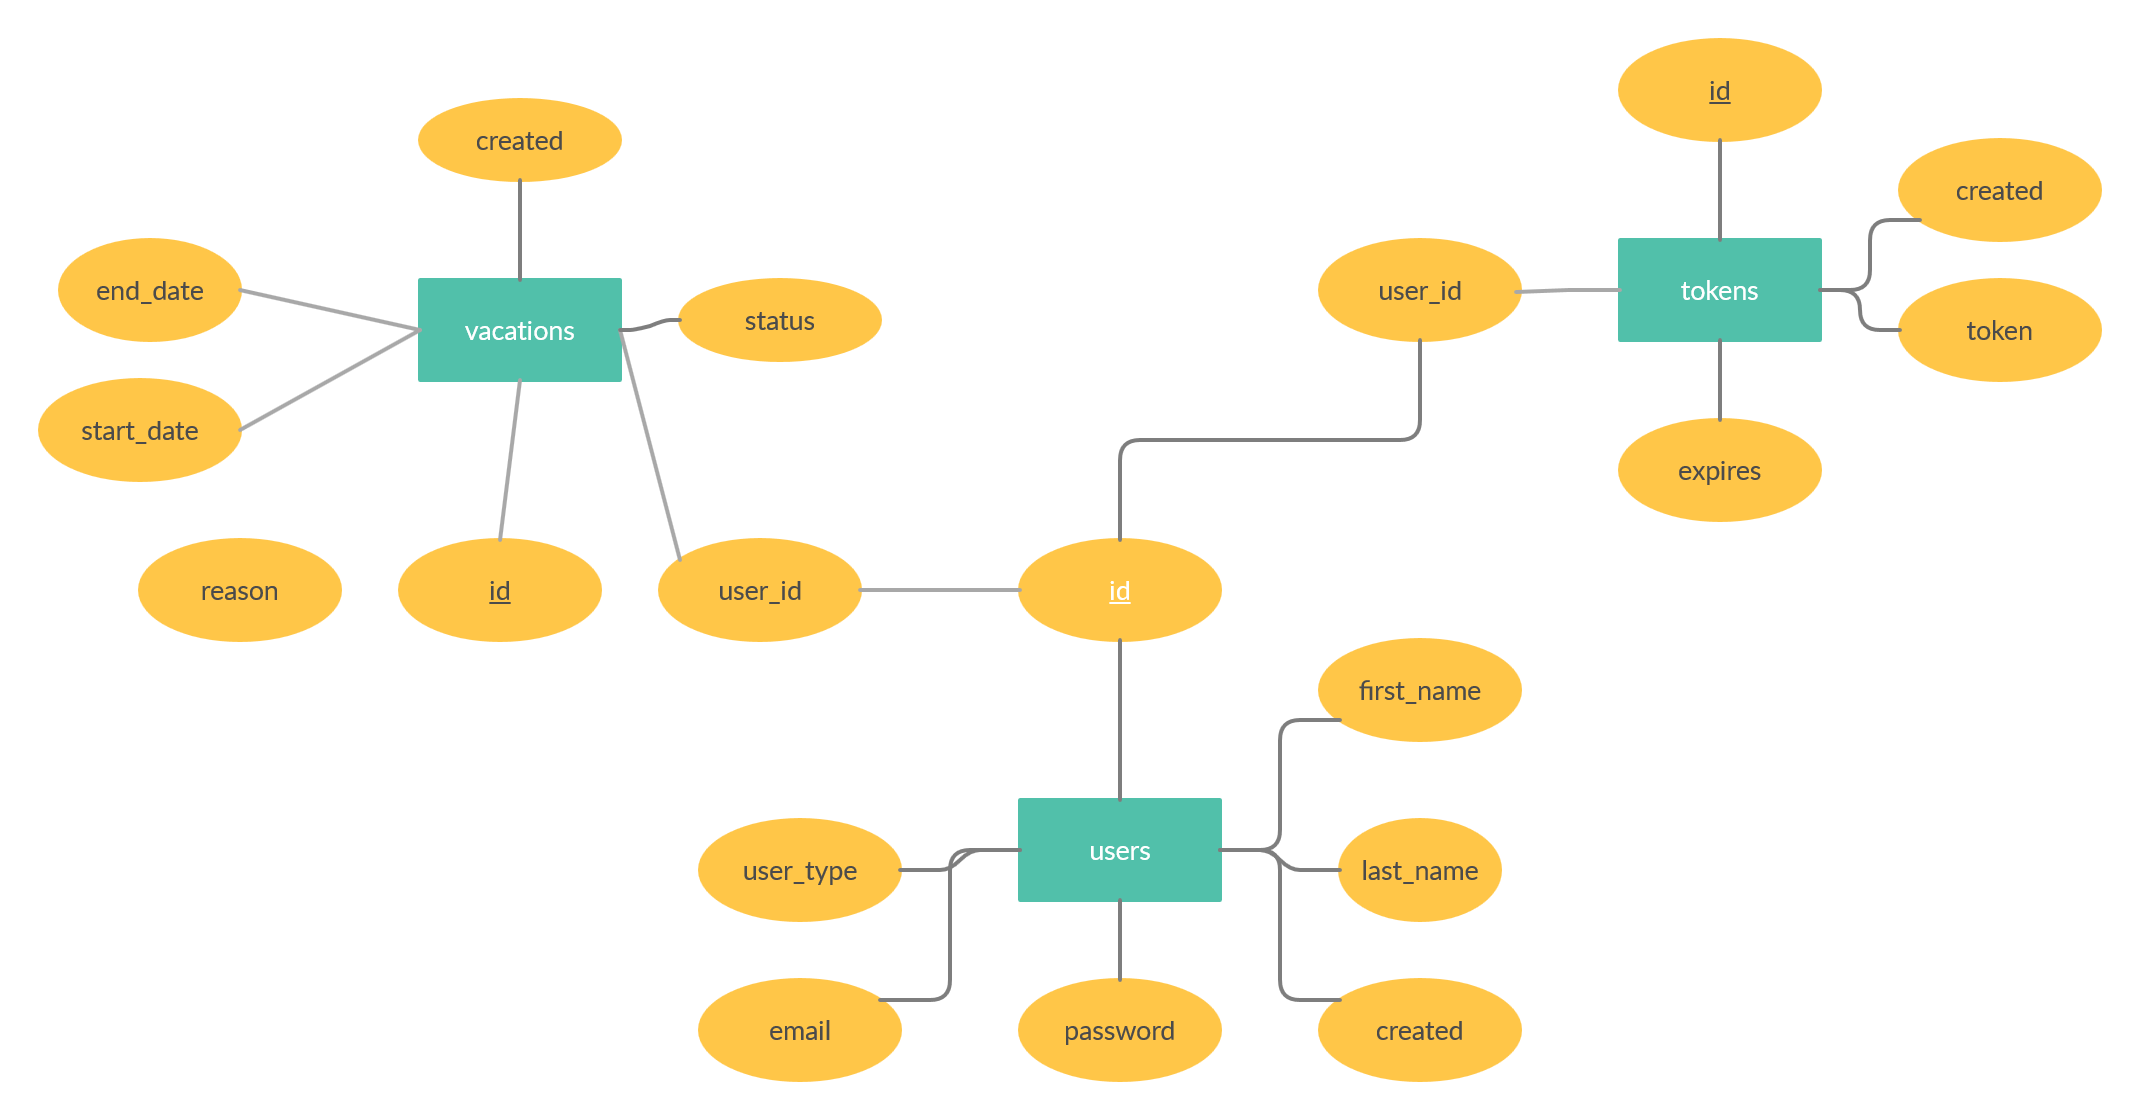 id
created
created
end_date
user_id
tokens
status
vacations
token
start_date
expires
reason
id
user_id
id
first_name
users
user_type
last_name
email
password
created